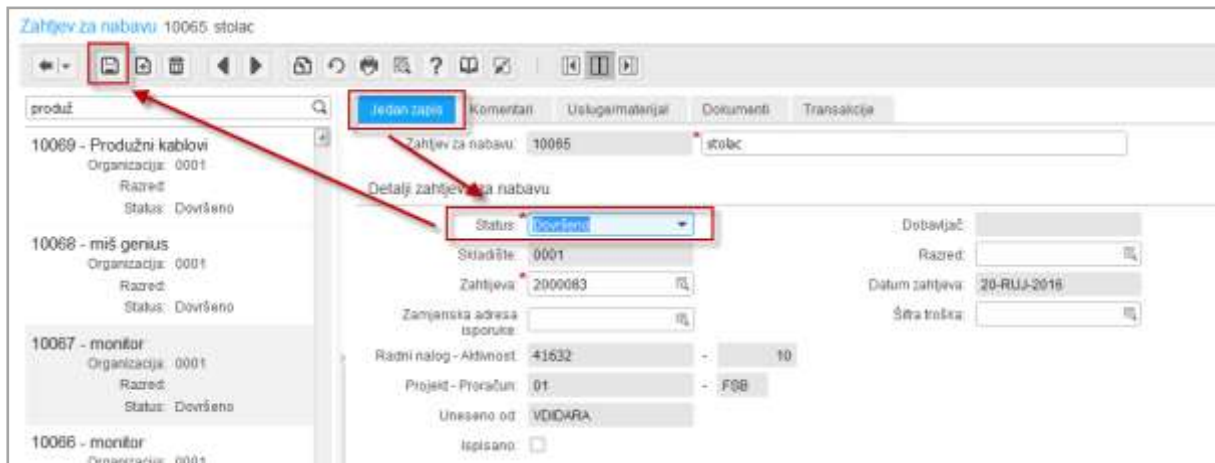 Zahtjev za nabavu 10065 stolac
produž
10069 - Produžni kablovi
Organizacija: 0001
Razred:
Status: Dovršeno
10068 - miš genius
Organizacija: 0001
Razred:
Status: Dovršeno
10067 - monitor
Organizacija: 0001
Razred:
Status: Dovršeno
10066 - monitor
Organizacija: 0001
Jedan zapis Komentari Usluge/materijal Dokumenti Transakcije
Zahtjev za nabavu: 10065 * stolac
Detalji zahtjeva za nabavu
Status: * Dovršeno Dobavljač:
Skladište: 0001 Razred:
Zahtijeva: * 2000083 Datum zahtjeva: 20-RUJ-2016
Zamjenska adresa isporuke: Šifra troška:
Radni nalog - Aktivnost: 41632 - 10
Projekt - Proračun: 01 - FSB
Uneseno od: VDIDARA
Ispisano: